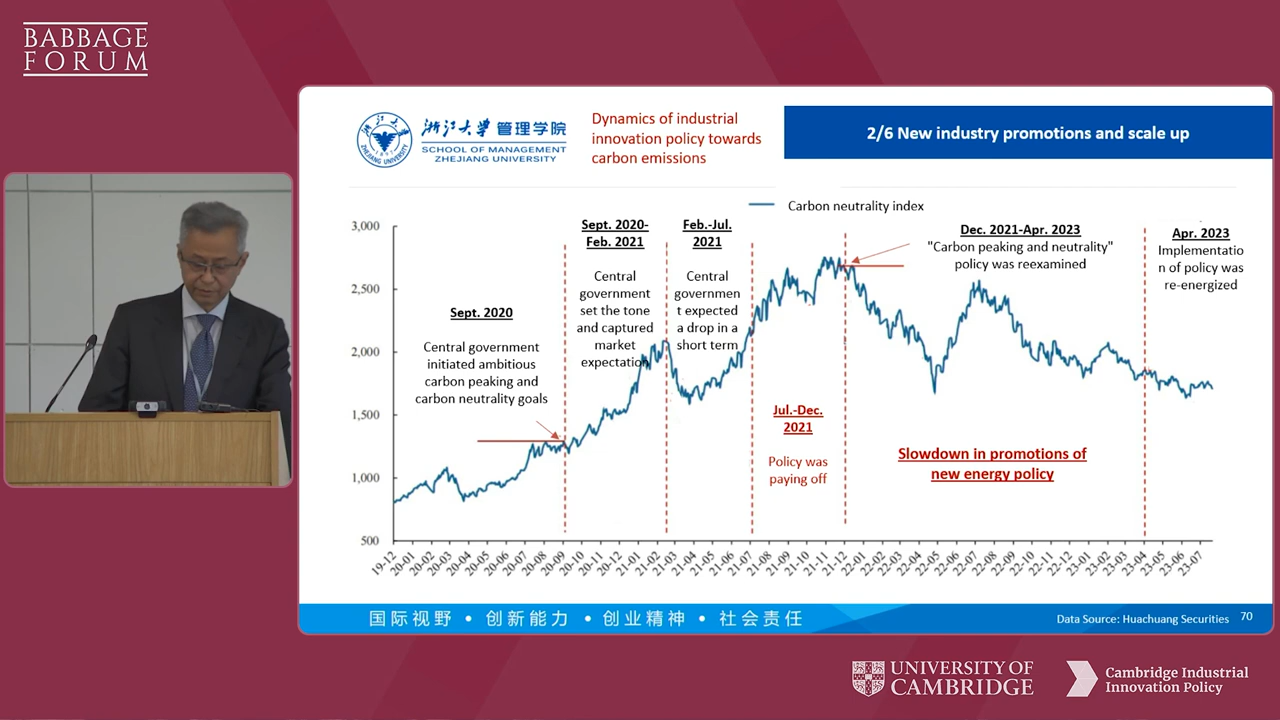 BABBAGE
FORUM
浙江大学 管理学院
SCHOOL OF MANAGEMENT
ZHEJIANG UNIVERSITY
ZHEJIANG UNIVERSITY
1897
Dynamics of industrial
innovation policy towards
carbon emissions
2/6 New industry promotions and scale up
Carbon neutrality index
3,000
2,500
2,000
1,500
1,000
500
Sept. 2020
Central government
initiated ambitious
carbon peaking and
carbon neutrality goals
Sept. 2020-
Feb. 2021
Central
government
set the tone
and captured
market
expectation
Feb.-Jul.
2021
Central
governmen
t expected
a drop in a
short term
Jul.-Dec.
2021
Policy was
paying off
Dec. 2021-Apr. 2023
"Carbon peaking and neutrality"
policy was reexamined
Slowdown in promotions of
new energy policy
Apr. 2023
Implementatio
n of policy was
re-energized
19-12 20-01 20-02 20-03 20-04 20-05 20-06 20-07 20-08 20-09 20-10 20-11 20-12 21-01 21-02 21-03 21-04 21-05 21-06 21-07 21-08 21-09 21-10 21-11 21-12 22-01 22-02 22-03 22-04 22-05 22-06 22-07 22-08 22-09 22-10 22-11 22-12 23-01 23-02 23-03 23-04 23-05 23-06 23-07
国际视野 • 创新能力 • 创业精神 • 社会责任
Data Source: Huachuang Securities 70
UNIVERSITY OF
CAMBRIDGE
Cambridge Industrial
Innovation Policy